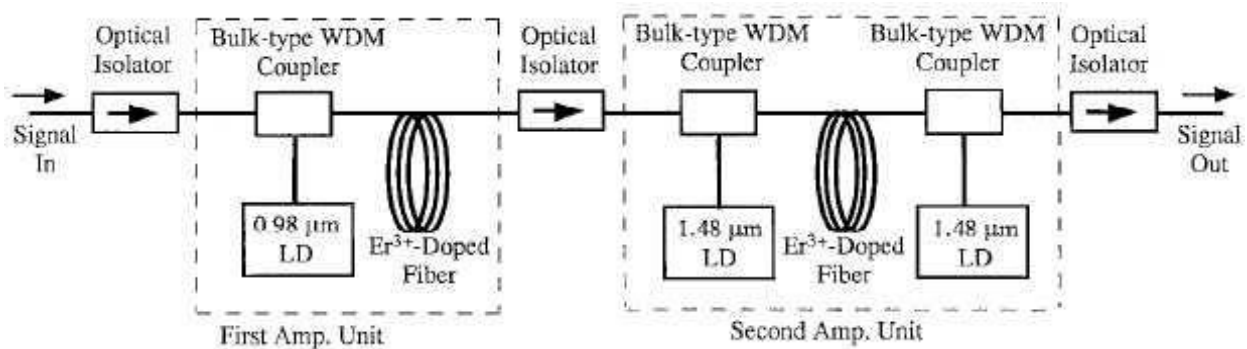 Optical
Isolator
Bulk-type WDM
Coupler
Optical
Isolator
Bulk-type WDM
Coupler
Bulk-type WDM
Coupler
Optical
Isolator
Signal
In
Signal
Out
0.98 μm
LD
Er³⁺-Doped
Fiber
1.48 μm
LD
Er³⁺-Doped
Fiber
1.48 μm
LD
First Amp. Unit
Second Amp. Unit